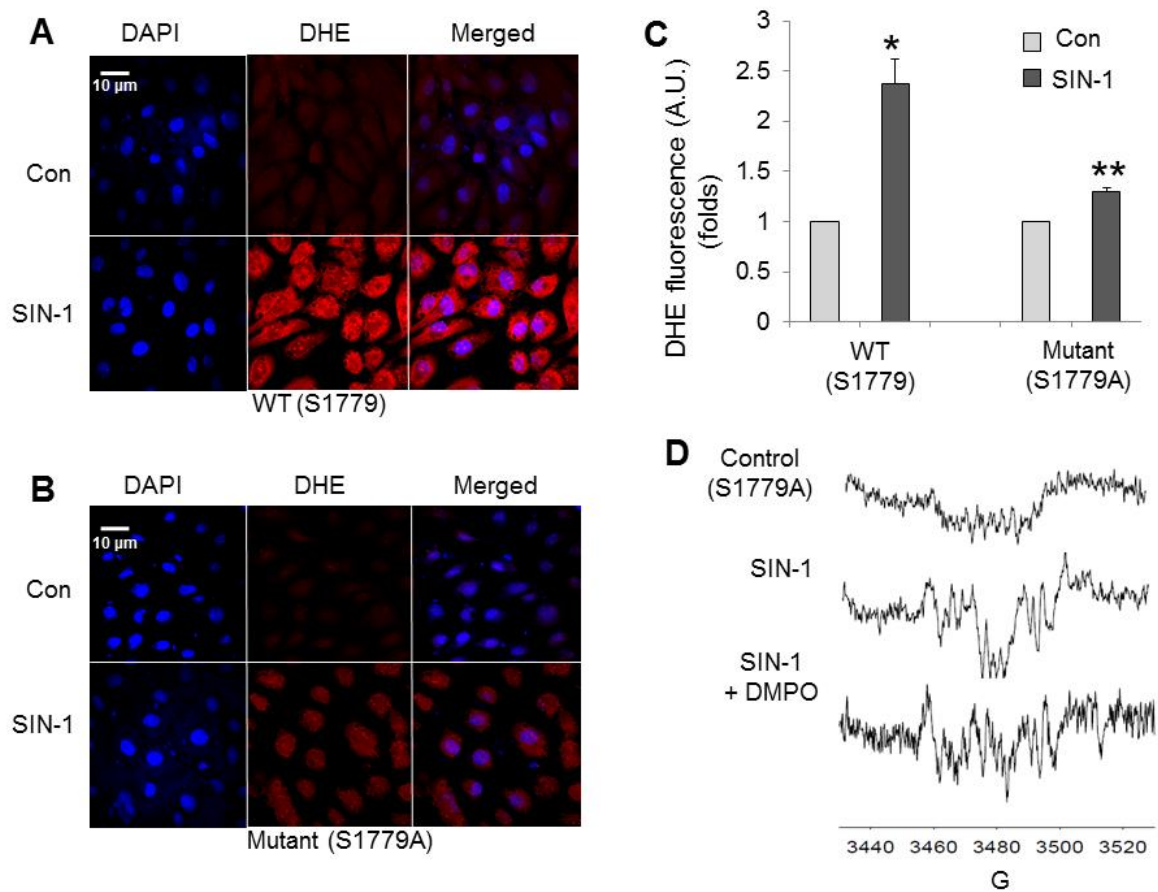 A
DAPI DHE Merged
10 µm
Con
SIN-1
WT (S1779)
B
DAPI DHE Merged
10 µm
Con
SIN-1
Mutant (S1779A)
C
DHE fluorescence (A.U.)
(folds)
3
2.5
2
1.5
1
0.5
0
*
**
Con
SIN-1
WT
(S1779)
Mutant
(S1779A)
D
Control
(S1779A)
SIN-1
SIN-1
+ DMPO
3440 3460 3480 3500 3520
G